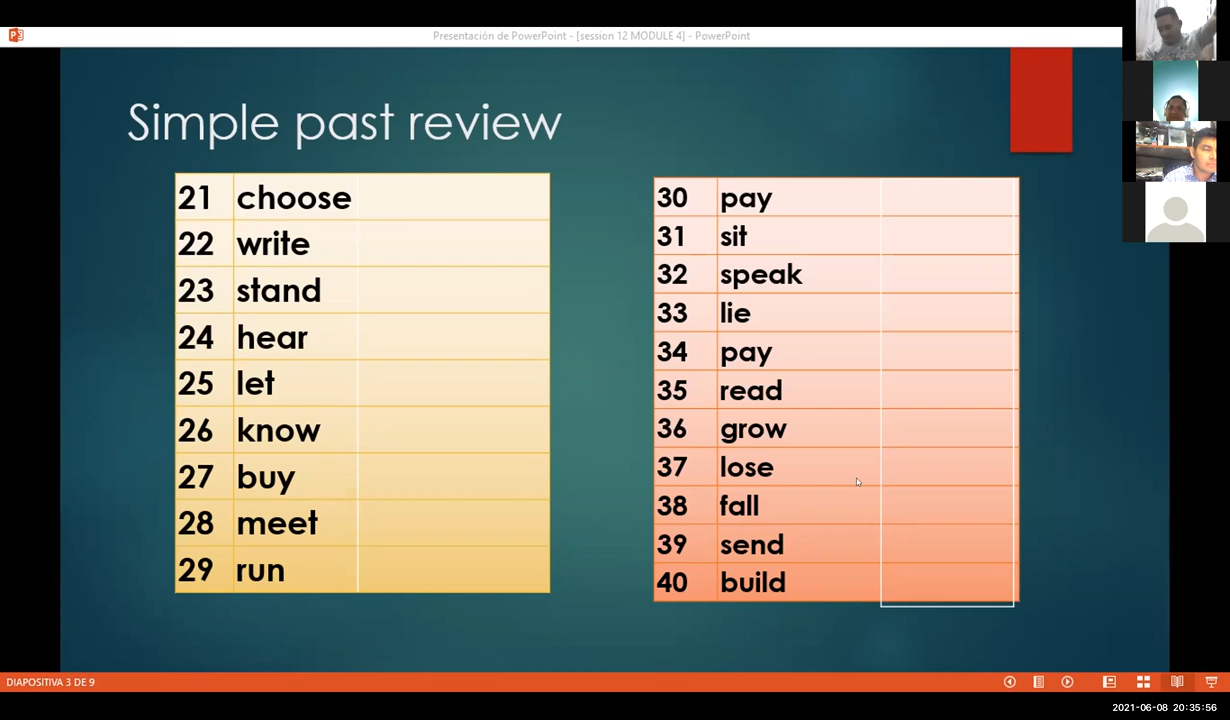 Presentación de PowerPoint - [session 12 MODULE 4] - PowerPoint
Simple past review
21 choose
22 write
23 stand
24 hear
25 let
26 know
27 buy
28 meet
29 run
30 pay
31 sit
32 speak
33 lie
34 pay
35 read
36 grow
37 lose
38 fall
39 send
40 build
DIAPOSITIVA 3 DE 9
2021-06-08 20:35:56